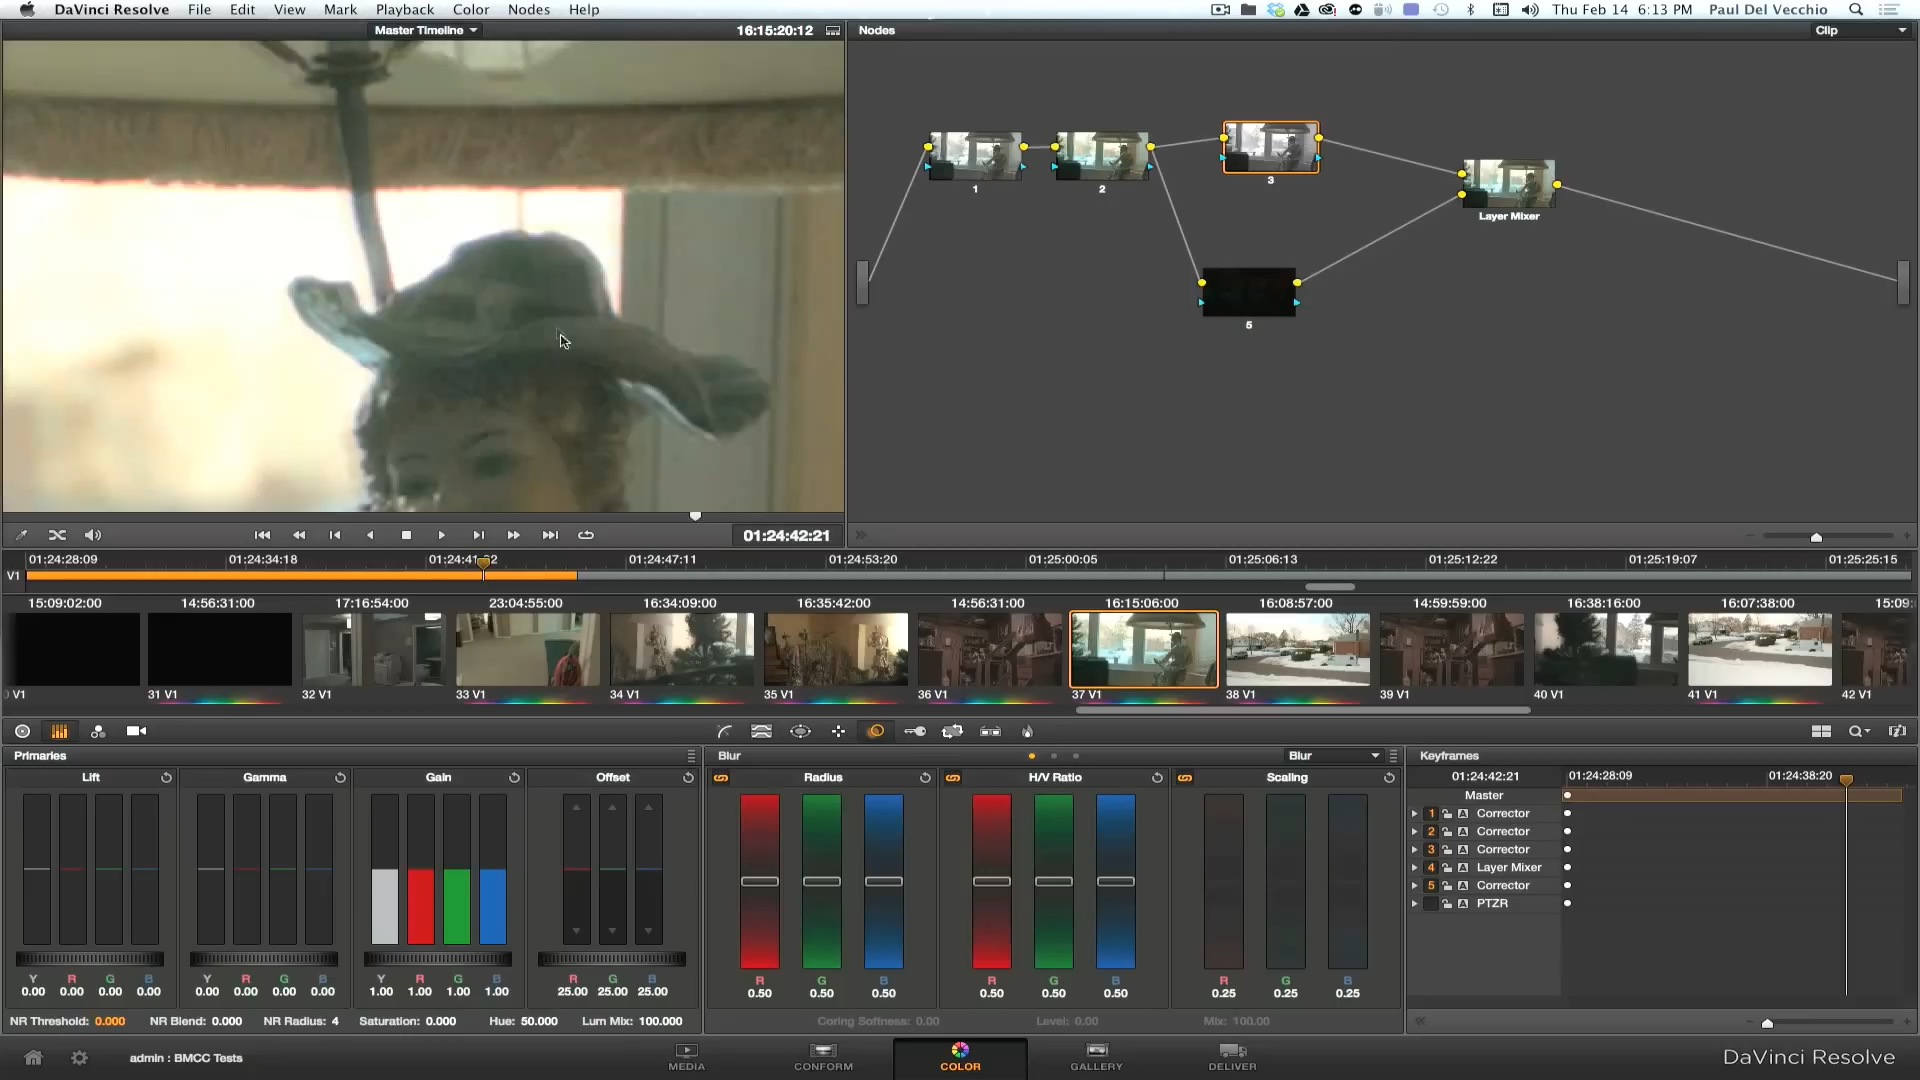 DaVinci Resolve File Edit View Mark Playback Color Nodes Help Thu Feb 14 6:13 PM Paul Del Vecchio
Master Timeline 16:15:20:12 Nodes Clip
1 2 3
Layer Mixer
5
01:24:42:21
01:24:28:09 01:24:34:18 01:24:41:02 01:24:47:11 01:24:53:20 01:25:00:05 01:25:06:13 01:25:12:22 01:25:19:07 01:25:25:15
V1
15:09:02:00 14:56:31:00 17:16:54:00 23:04:55:00 16:34:09:00 16:35:42:00 14:56:31:00 16:15:06:00 16:08:57:00 14:59:59:00 16:38:16:00 16:07:38:00 15:09:
V1 31 V1 32 V1 33 V1 34 V1 35 V1 36 V1 37 V1 38 V1 39 V1 40 V1 41 V1 42 V1
Primaries Blur Blur Keyframes
Lift Gamma Gain Offset Radius H/V Ratio Scaling 01:24:42:21 01:24:28:09 01:24:38:20
Master
1 A Corrector
2 A Corrector
3 A Corrector
4 A Layer Mixer
5 A Corrector
A PTZR
Y R G B Y R G B Y R G B R G B R G B R G B R G B
0.00 0.00 0.00 0.00 0.00 0.00 0.00 0.00 1.00 1.00 1.00 1.00 25.00 25.00 25.00 0.50 0.50 0.50 0.50 0.50 0.50 0.25 0.25 0.25
NR Threshold: 0.000 NR Blend: 0.000 NR Radius: 4 Saturation: 0.000 Hue: 50.000 Lum Mix: 100.000 Coring Softness: 0.00 Level: 0.00 Mix: 100.00
admin : BMCC Tests MEDIA CONFORM COLOR GALLERY DELIVER DaVinci Resolve